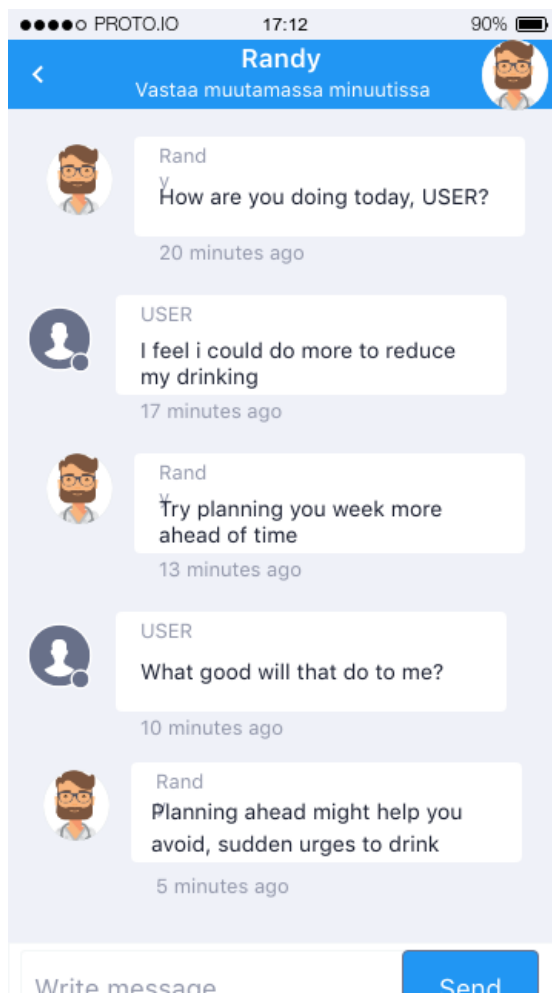 PROTO.IO 17:12 90%
Randy
Vastaa muutamassa minuutissa
Rand
y
How are you doing today, USER?
20 minutes ago
USER
I feel i could do more to reduce
my drinking
17 minutes ago
Rand
y
Try planning you week more
ahead of time
13 minutes ago
USER
What good will that do to me?
10 minutes ago
Rand
y
Planning ahead might help you
avoid, sudden urges to drink
5 minutes ago
Write message
Send